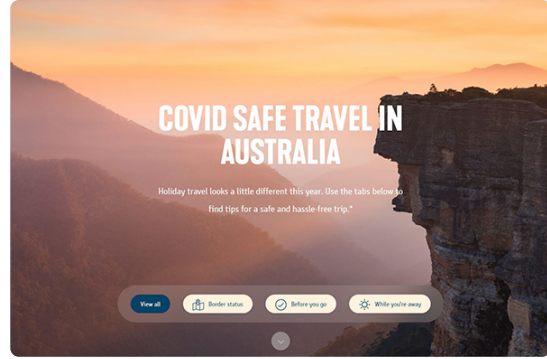 COVID SAFE TRAVEL IN
AUSTRALIA
Holiday travel looks a little different this year. Use the tabs below to
find tips for a safe and hassle-free trip.*
View all
Border status
Before you go
While you're away